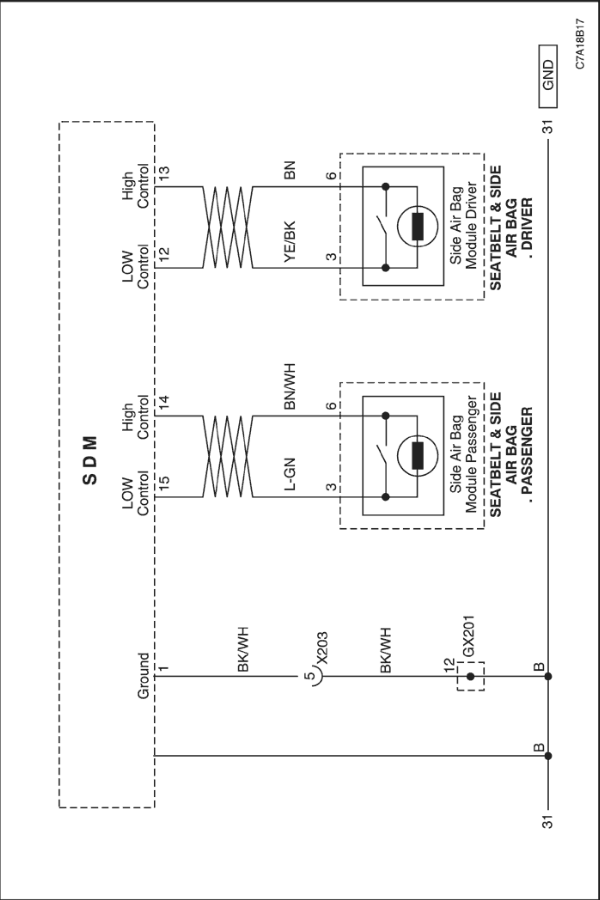 SDM
Ground
LOW
Control
High
Control
LOW
Control
High
Control
1
15
14
12
13
BK/WH
L-GN
BN/WH
YE/BK
BN
5
X203
3
6
3
6
BK/WH
Side Air Bag
Module Passenger
Side Air Bag
Module Driver
12
GX201
SEATBELT & SIDE
AIR BAG
. PASSENGER
SEATBELT & SIDE
AIR BAG
. DRIVER
B
B
31
31
GND
C7A18B17